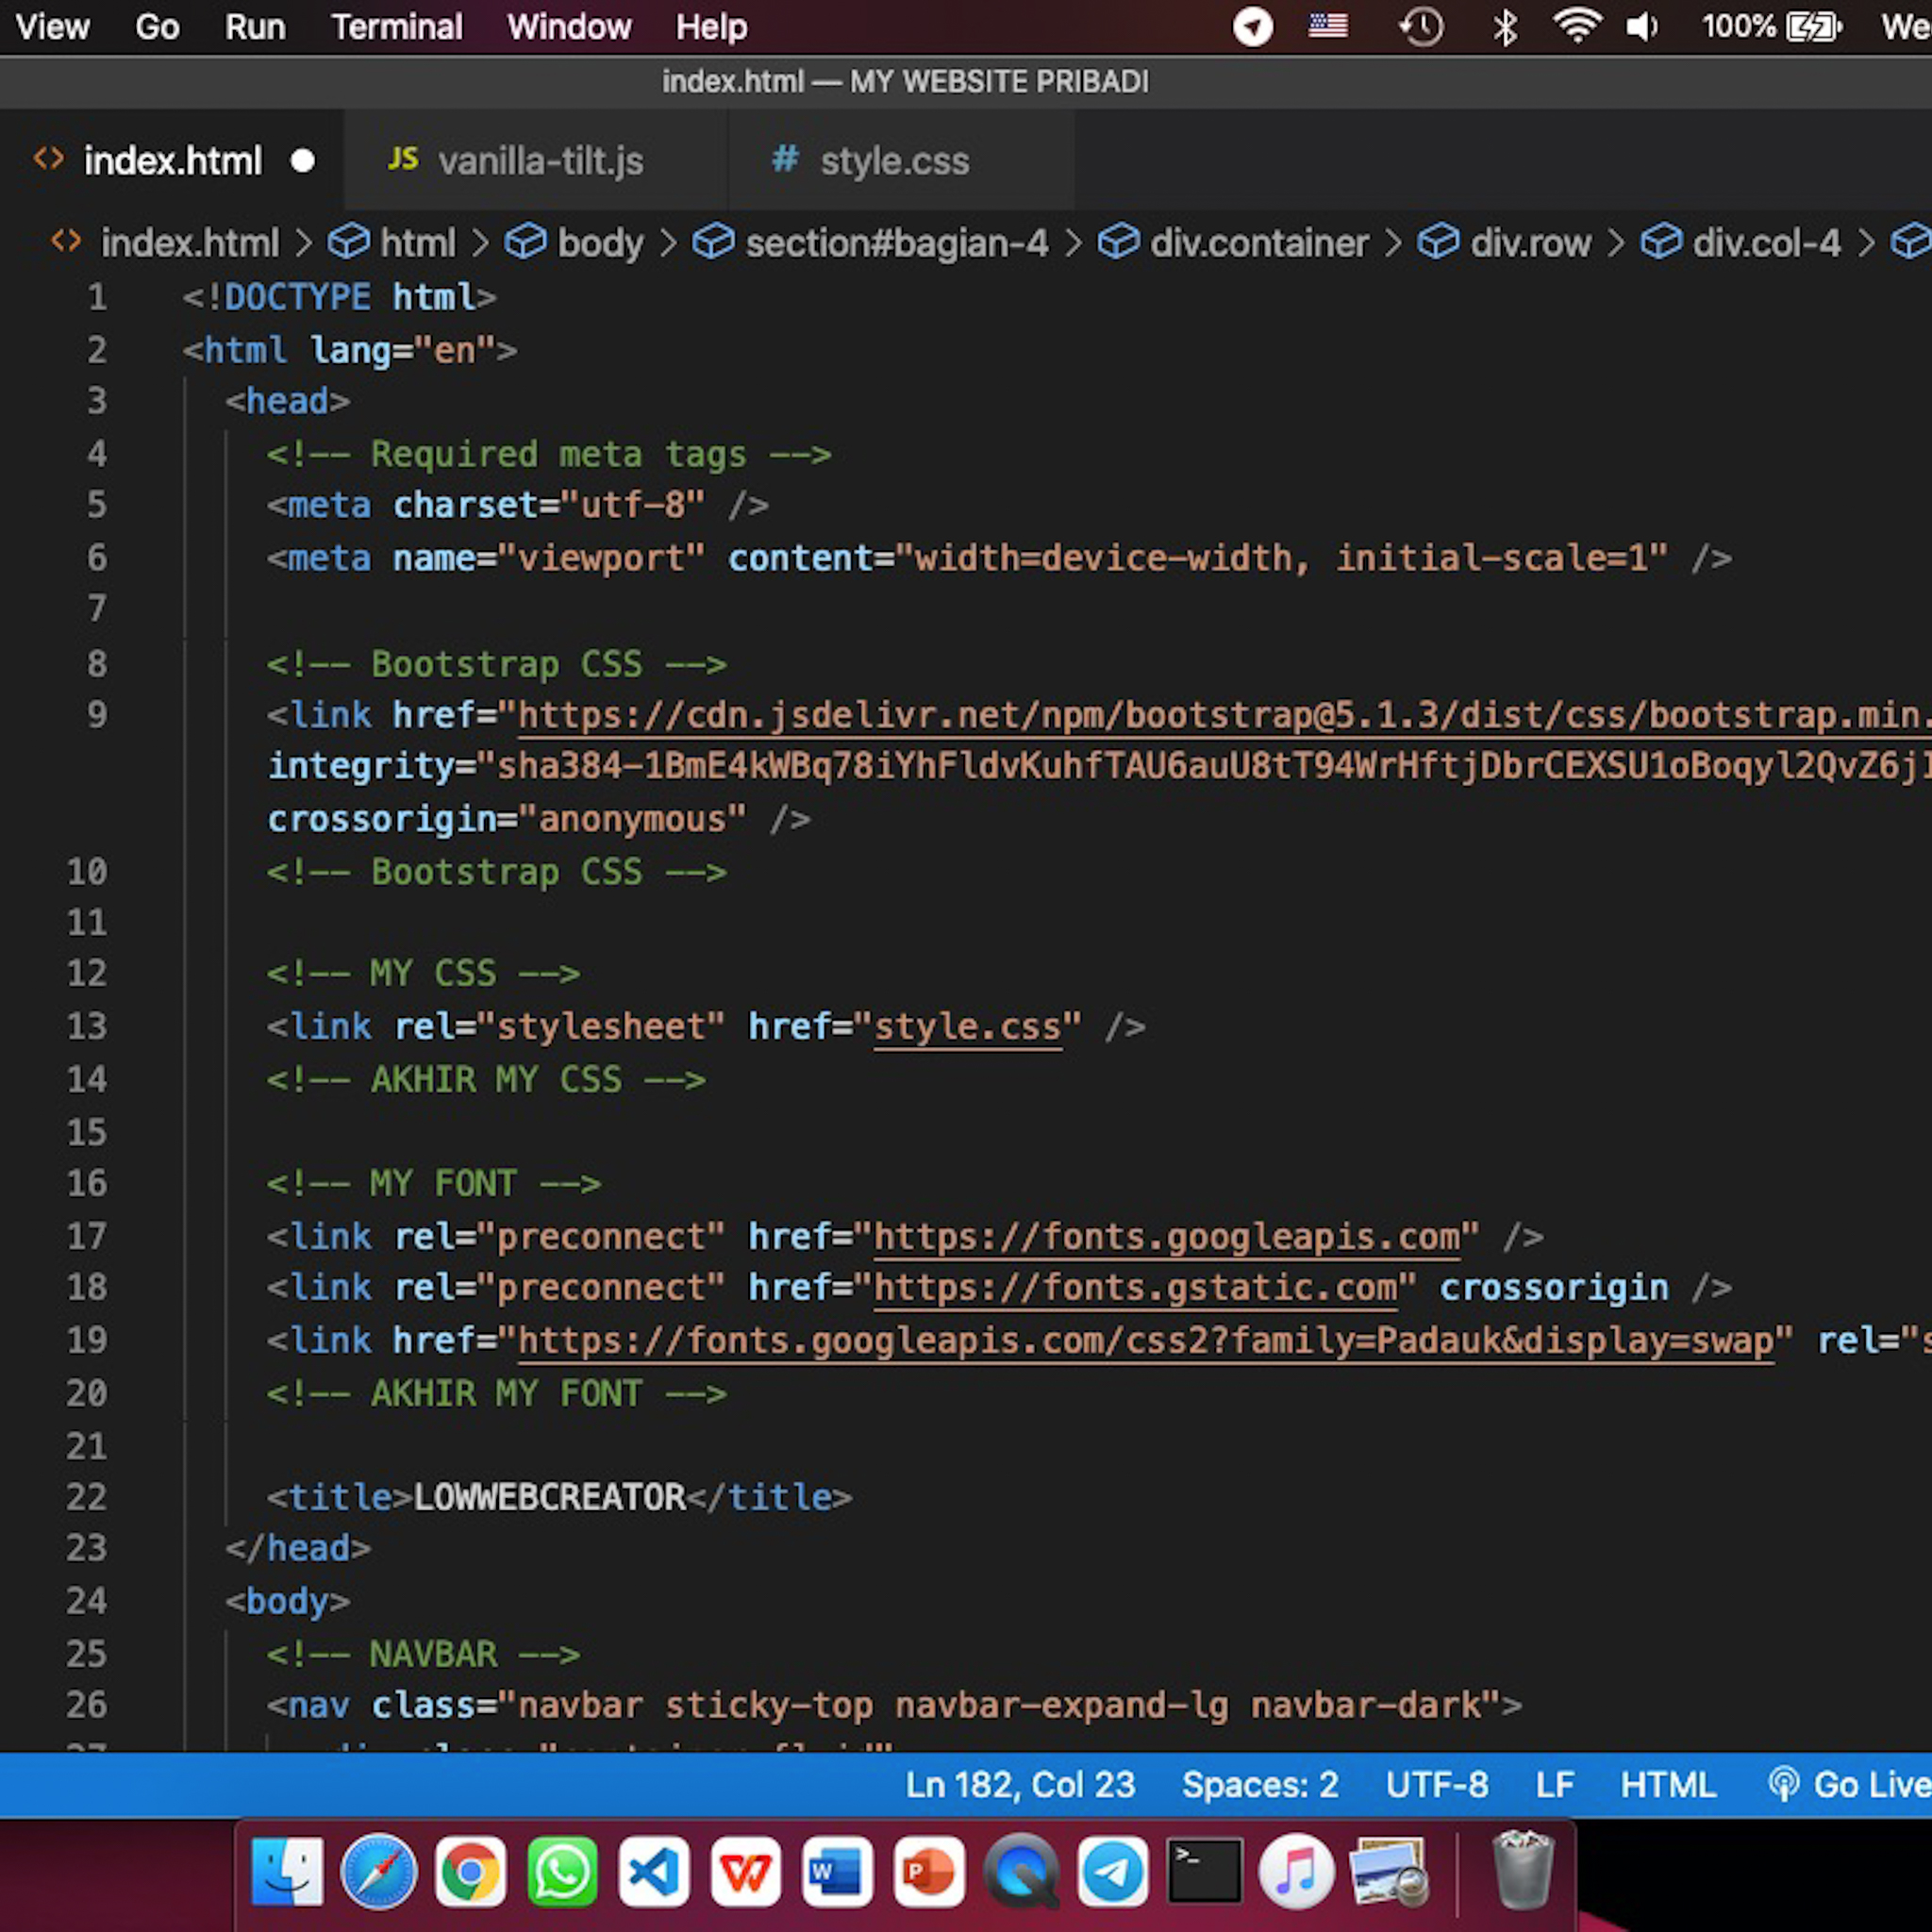 View Go Run Terminal Window Help 100% We
index.html — MY WEBSITE PRIBADI
<> index.html ● JS vanilla-tilt.js # style.css
<> index.html > html > body > section#bagian-4 > div.container > div.row > div.col-4 >
1 <!DOCTYPE html>
2 <html lang="en">
3 <head>
4 <!-- Required meta tags -->
5 <meta charset="utf-8" />
6 <meta name="viewport" content="width=device-width, initial-scale=1" />
7
8 <!-- Bootstrap CSS -->
9 <link href="https://cdn.jsdelivr.net/npm/bootstrap@5.1.3/dist/css/bootstrap.min.
integrity="sha384-1BmE4kWBq78iYhFldvKuhfTAU6auU8tT94WrHftjDbrCEXSU1oBoqyl2QvZ6j
crossorigin="anonymous" />
10 <!-- Bootstrap CSS -->
11
12 <!-- MY CSS -->
13 <link rel="stylesheet" href="style.css" />
14 <!-- AKHIR MY CSS -->
15
16 <!-- MY FONT -->
17 <link rel="preconnect" href="https://fonts.googleapis.com" />
18 <link rel="preconnect" href="https://fonts.gstatic.com" crossorigin />
19 <link href="https://fonts.googleapis.com/css2?family=Padauk&display=swap" rel="s
20 <!-- AKHIR MY FONT -->
21
22 <title>LOWWEBCREATOR</title>
23 </head>
24 <body>
25 <!-- NAVBAR -->
26 <nav class="navbar sticky-top navbar-expand-lg navbar-dark">
Ln 182, Col 23 Spaces: 2 UTF-8 LF HTML Go Live
W P >_